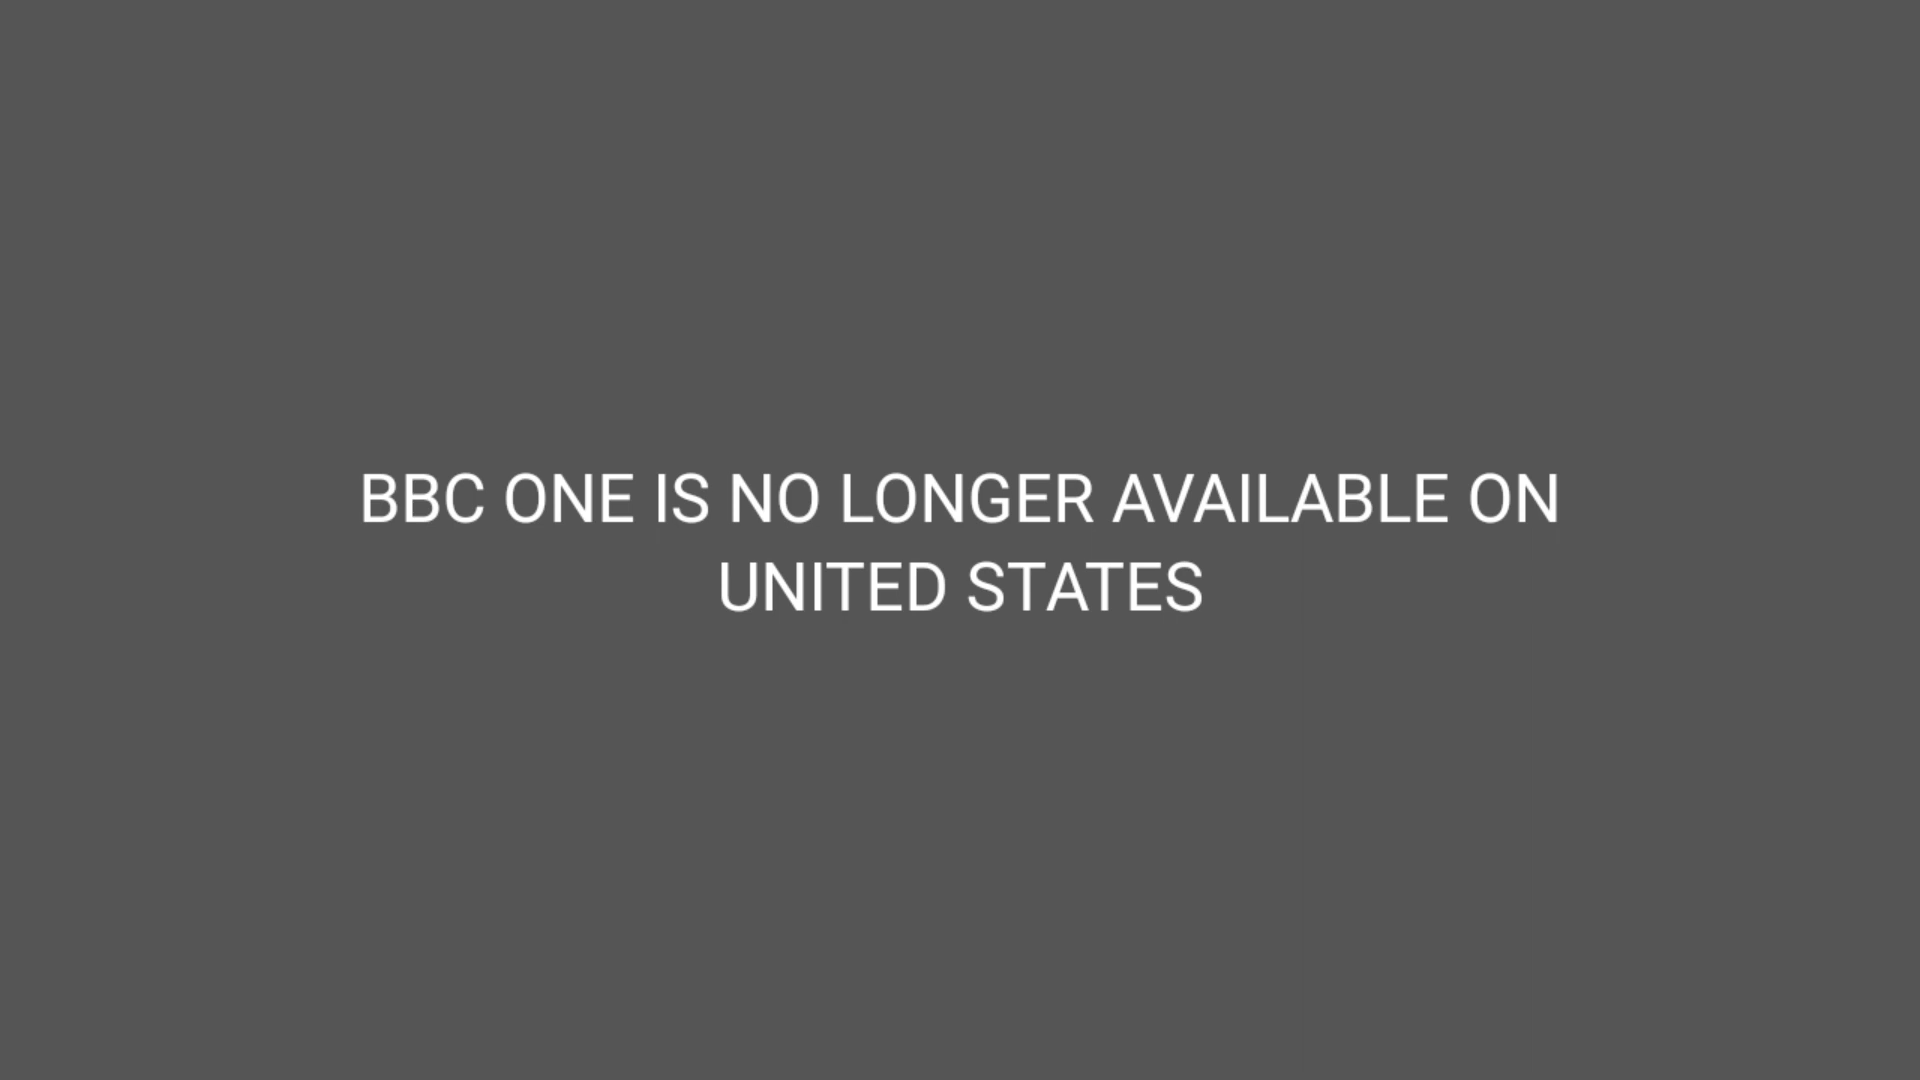 BBC ONE IS NO LONGER AVAILABLE ON
UNITED STATES